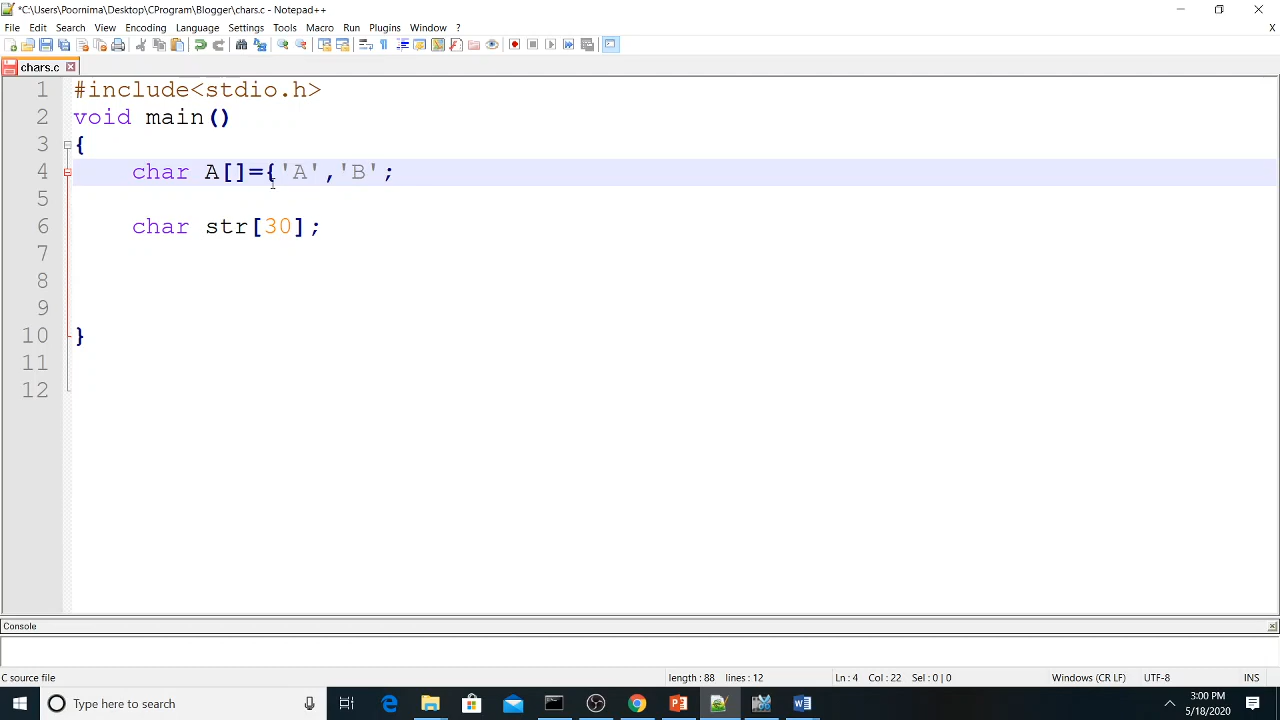 *C:\Users\Poornima\Desktop\CProgram\Blogger\chars.c - Notepad++
File Edit Search View Encoding Language Settings Tools Macro Run Plugins Window ? X
chars.c
1 #include<stdio.h>
2 void main()
3 {
4 char A[]={'A','B';
5
6 char str[30];
7
8
9
10 }
11
12
Console
C source file length : 88 lines : 12 Ln : 4 Col : 22 Sel : 0 | 0 Windows (CR LF) UTF-8 INS
Type here to search
3:00 PM
5/18/2020